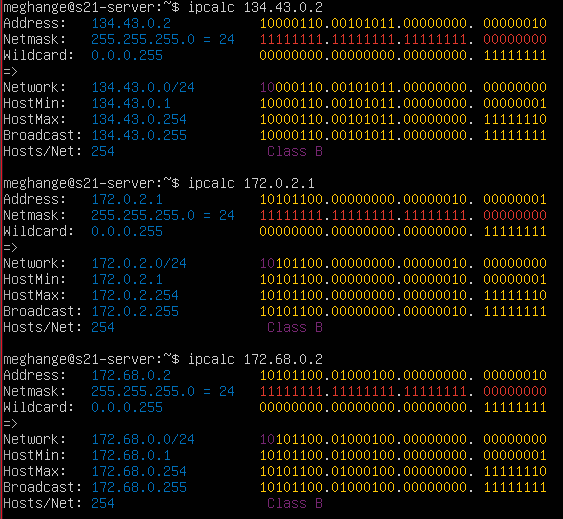 meghange@s21-server:~$ ipcalc 134.43.0.2
Address:   134.43.0.2           10000110.00101011.00000000. 00000010
Netmask:   255.255.255.0 = 24   11111111.11111111.11111111. 00000000
Wildcard:  0.0.0.255            00000000.00000000.00000000. 11111111
=>
Network:   134.43.0.0/24        10000110.00101011.00000000. 00000000
HostMin:   134.43.0.1           10000110.00101011.00000000. 00000001
HostMax:   134.43.0.254         10000110.00101011.00000000. 11111110
Broadcast: 134.43.0.255         10000110.00101011.00000000. 11111111
Hosts/Net: 254                   Class B
meghange@s21-server:~$ ipcalc 172.0.2.1
Address:   172.0.2.1            10101100.00000000.00000010. 00000001
Netmask:   255.255.255.0 = 24   11111111.11111111.11111111. 00000000
Wildcard:  0.0.0.255            00000000.00000000.00000000. 11111111
=>
Network:   172.0.2.0/24         10101100.00000000.00000010. 00000000
HostMin:   172.0.2.1            10101100.00000000.00000010. 00000001
HostMax:   172.0.2.254          10101100.00000000.00000010. 11111110
Broadcast: 172.0.2.255          10101100.00000000.00000010. 11111111
Hosts/Net: 254                   Class B
meghange@s21-server:~$ ipcalc 172.68.0.2
Address:   172.68.0.2           10101100.01000100.00000000. 00000010
Netmask:   255.255.255.0 = 24   11111111.11111111.11111111. 00000000
Wildcard:  0.0.0.255            00000000.00000000.00000000. 11111111
=>
Network:   172.68.0.0/24        10101100.01000100.00000000. 00000000
HostMin:   172.68.0.1           10101100.01000100.00000000. 00000001
HostMax:   172.68.0.254         10101100.01000100.00000000. 11111110
Broadcast: 172.68.0.255         10101100.01000100.00000000. 11111111
Hosts/Net: 254                   Class B